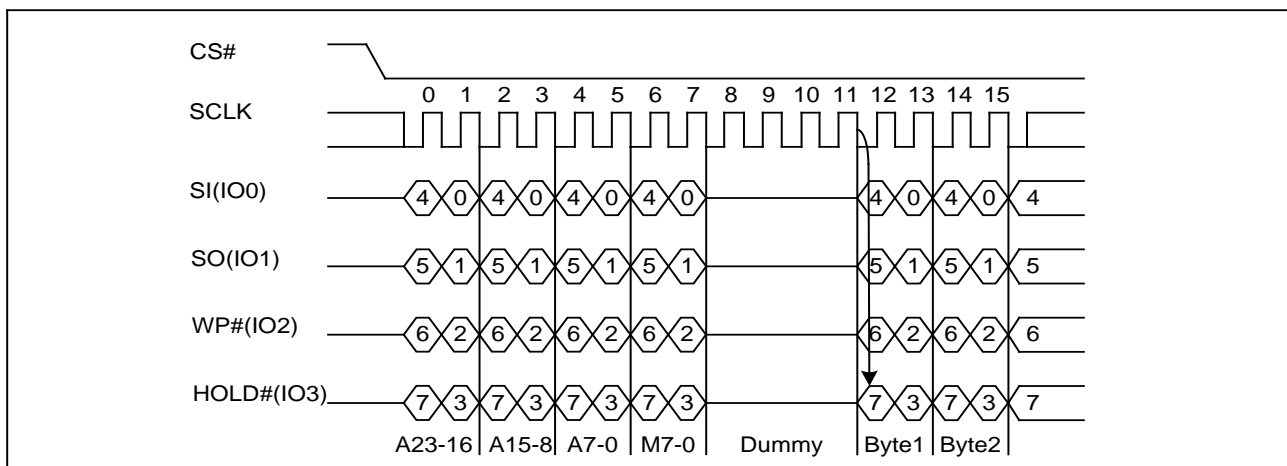 CS#
0 1 2 3 4 5 6 7 8 9 10 11 12 13 14 15
SCLK
SI(IO0) 4 0 4 0 4 0 4 0 4 0 4 0 4
SO(IO1) 5 1 5 1 5 1 5 1 5 1 5 1 5
WP#(IO2) 6 2 6 2 6 2 6 2 6 2 6 2 6
HOLD#(IO3) 7 3 7 3 7 3 7 3 7 3 7 3 7
A23-16 A15-8 A7-0 M7-0 Dummy Byte1 Byte2